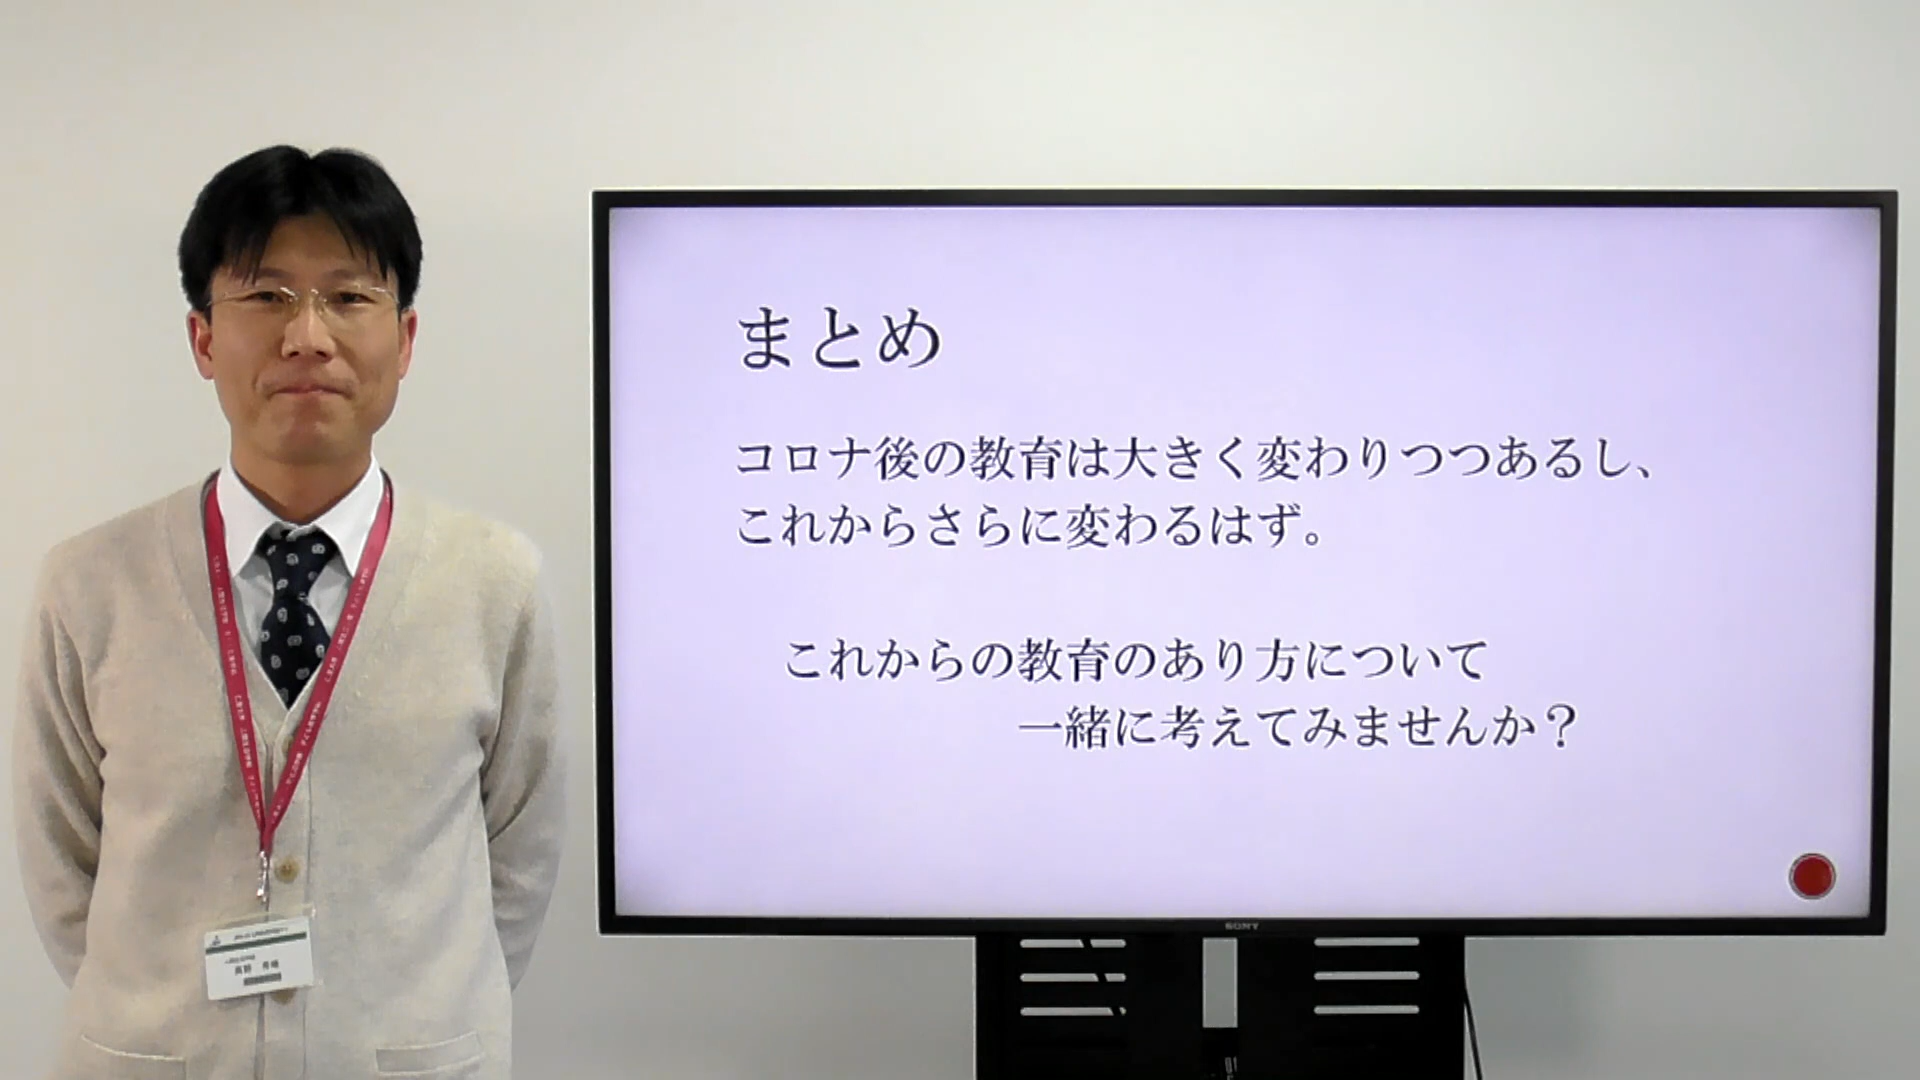 まとめ
コロナ後の教育は大きく変わりつつあるし、
これからさらに変わるはず。
これからの教育のあり方について
一緒に考えてみませんか？
SONY